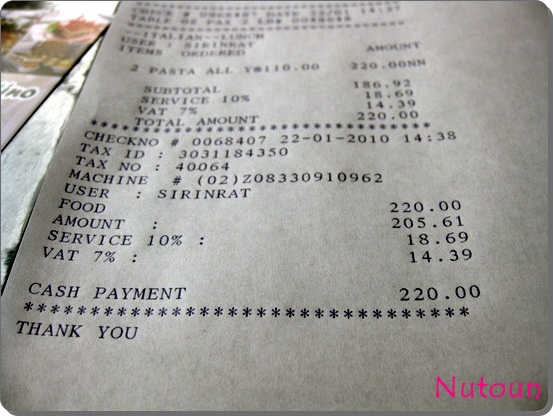 --ITALIAN--LUNCH
USER : SIRINRAT
ITEMS ORDERED AMOUNT
2 PASTA ALL Y@110.00 220.00NN
SUBTOTAL 186.92
SERVICE 10% 18.69
VAT 7% 14.39
TOTAL AMOUNT 220.00
********************************
CHECKNO # 0068407 22-01-2010 14:38
TAX ID : 3031184350
TAX NO : 40064
MACHINE # (02)Z08330910962
USER : SIRINRAT
FOOD 220.00
AMOUNT : 205.61
SERVICE 10% : 18.69
VAT 7% : 14.39
CASH PAYMENT 220.00
**********************************
THANK YOU
Nutoun